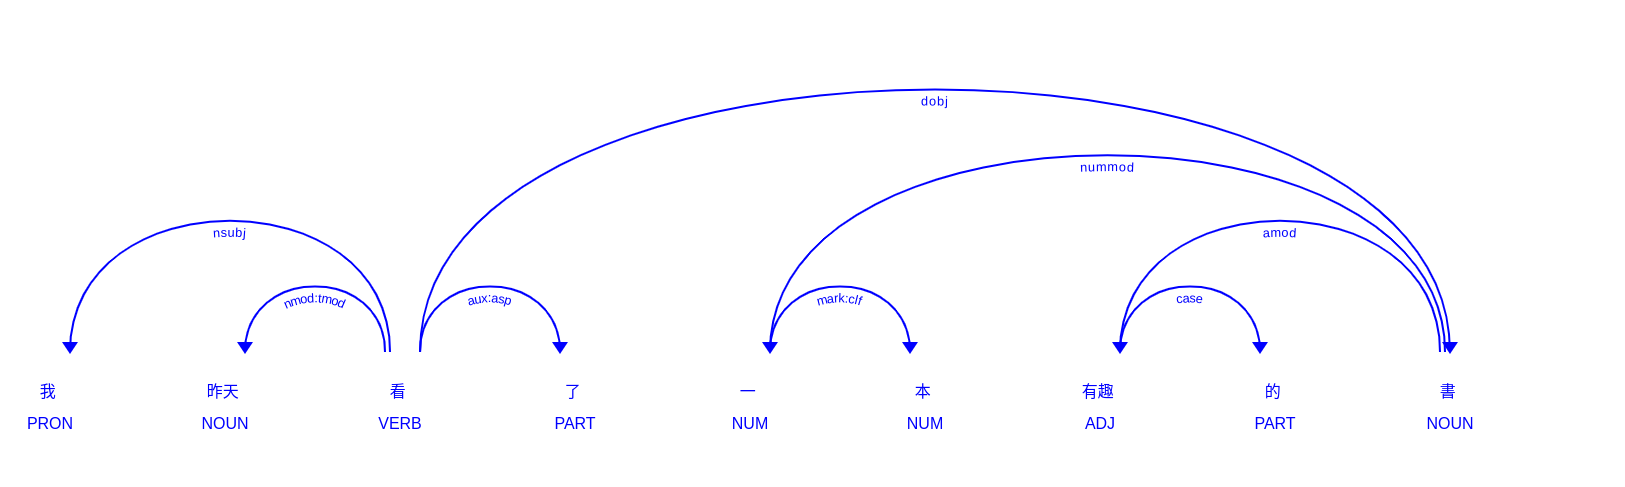 dobj
nummod
nsubj amod
nmod:tmod aux:asp mark:clf case
我 昨天 看 了 一 本 有趣 的 書
PRON NOUN VERB PART NUM NUM ADJ PART NOUN